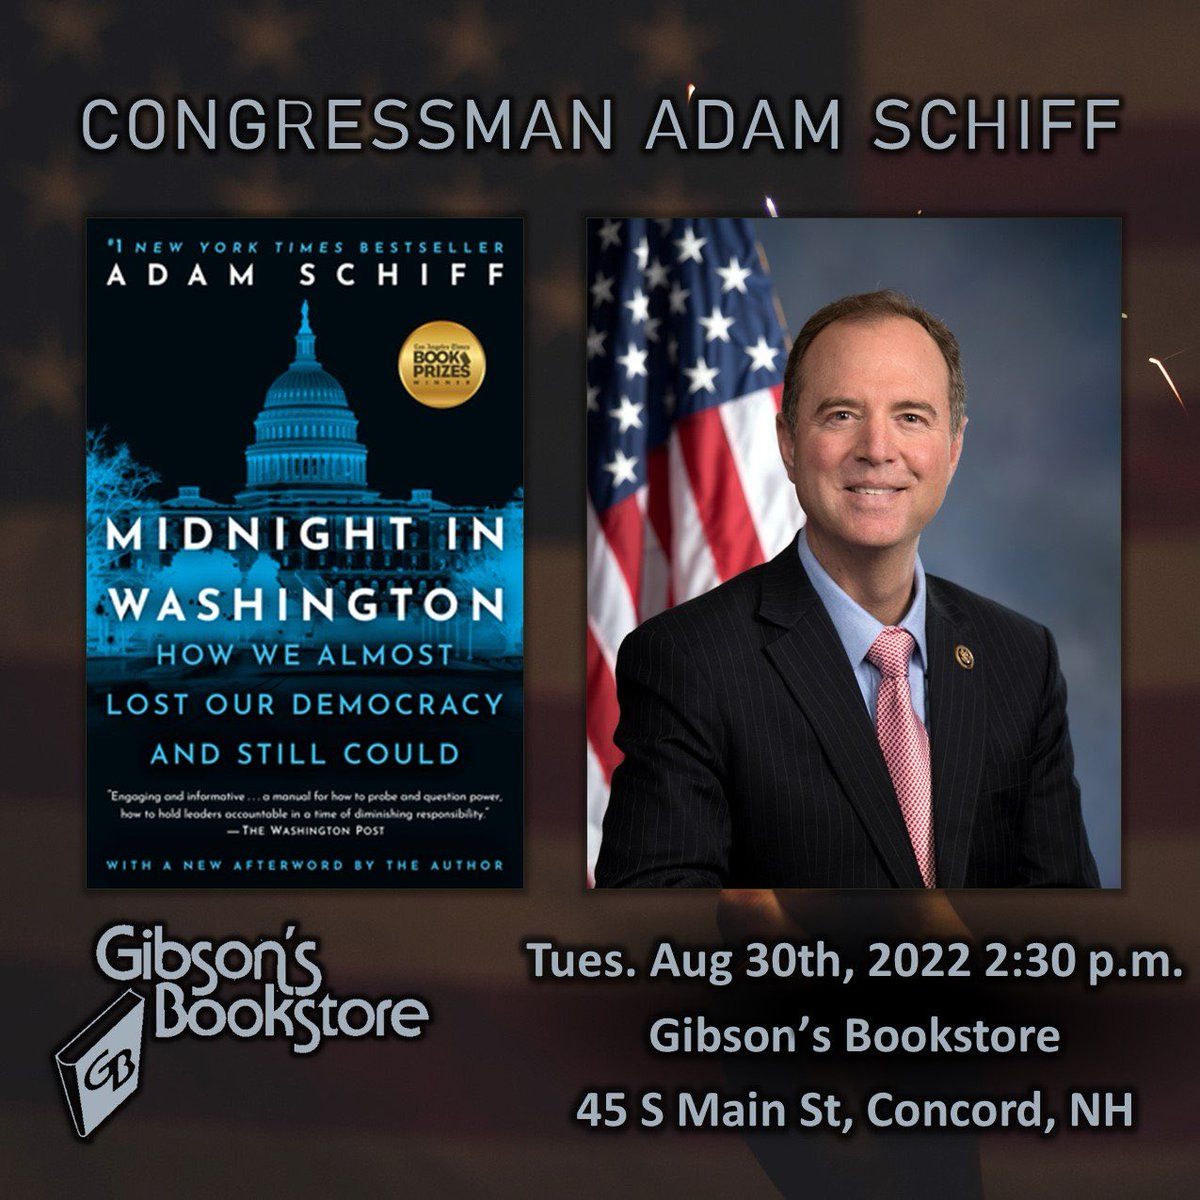 CONGRESSMAN ADAM SCHIFF
#1 NEW YORK TIMES BESTSELLER
ADAM SCHIFF
Los Angeles Times
BOOK
PRIZES
WINNER
MIDNIGHT IN
WASHINGTON
HOW WE ALMOST
LOST OUR DEMOCRACY
AND STILL COULD
"Engaging and informative . . . a manual for how to probe and question power,
how to hold leaders accountable in a time of diminishing responsibility."
—THE WASHINGTON POST
WITH A NEW AFTERWORD BY THE AUTHOR
Gibson's
Bookstore
GB
Tues. Aug 30th, 2022 2:30 p.m.
Gibson's Bookstore
45 S Main St, Concord, NH